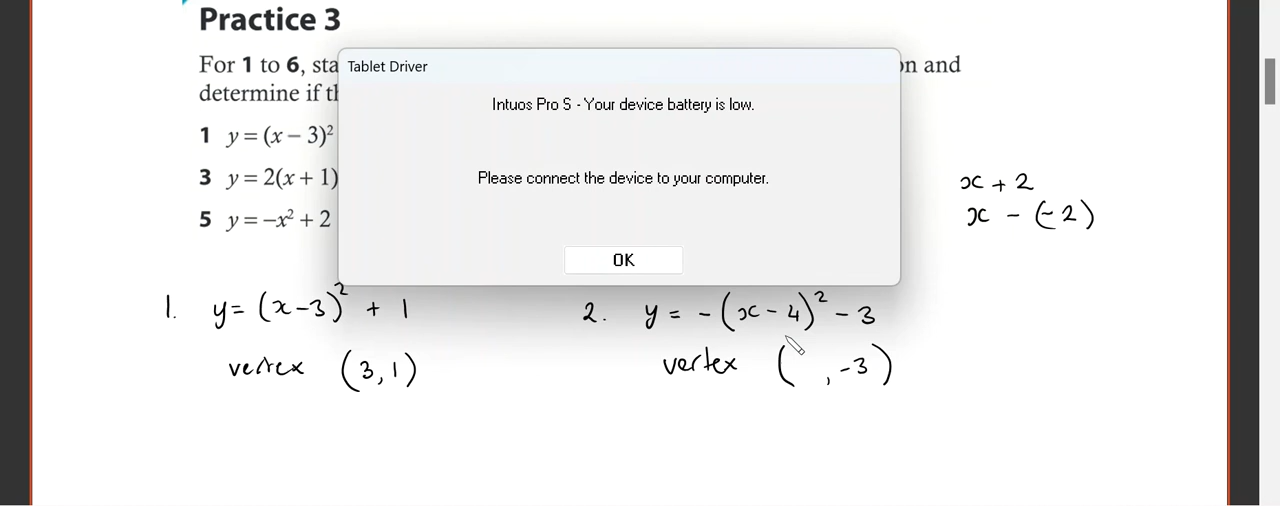 Practice 3
For 1 to 6, sta
on and
determine if th
Tablet Driver
Intuos Pro S - Your device battery is low.
Please connect the device to your computer.
OK
1 y = (x – 3)²
3 y = 2(x + 1)
5 y = –x² + 2
x + 2
x - (-2)
1. y = (x-3)² + 1
vertex (3,1)
2. y = - (x - 4)² - 3
vertex ( , -3)